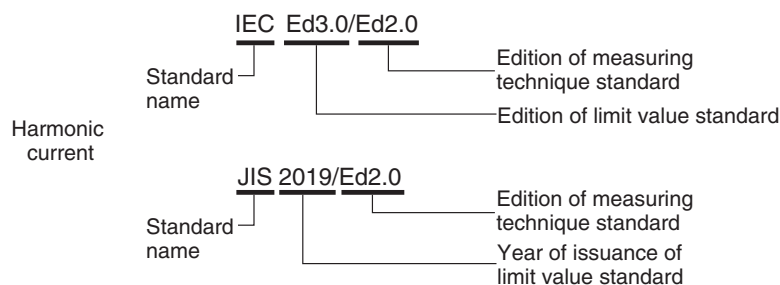 IEC Ed3.0/Ed2.0
Standard
name
Edition of measuring
technique standard
Edition of limit value standard
Harmonic
current
JIS 2019/Ed2.0
Standard
name
Edition of measuring
technique standard
Year of issuance of
limit value standard